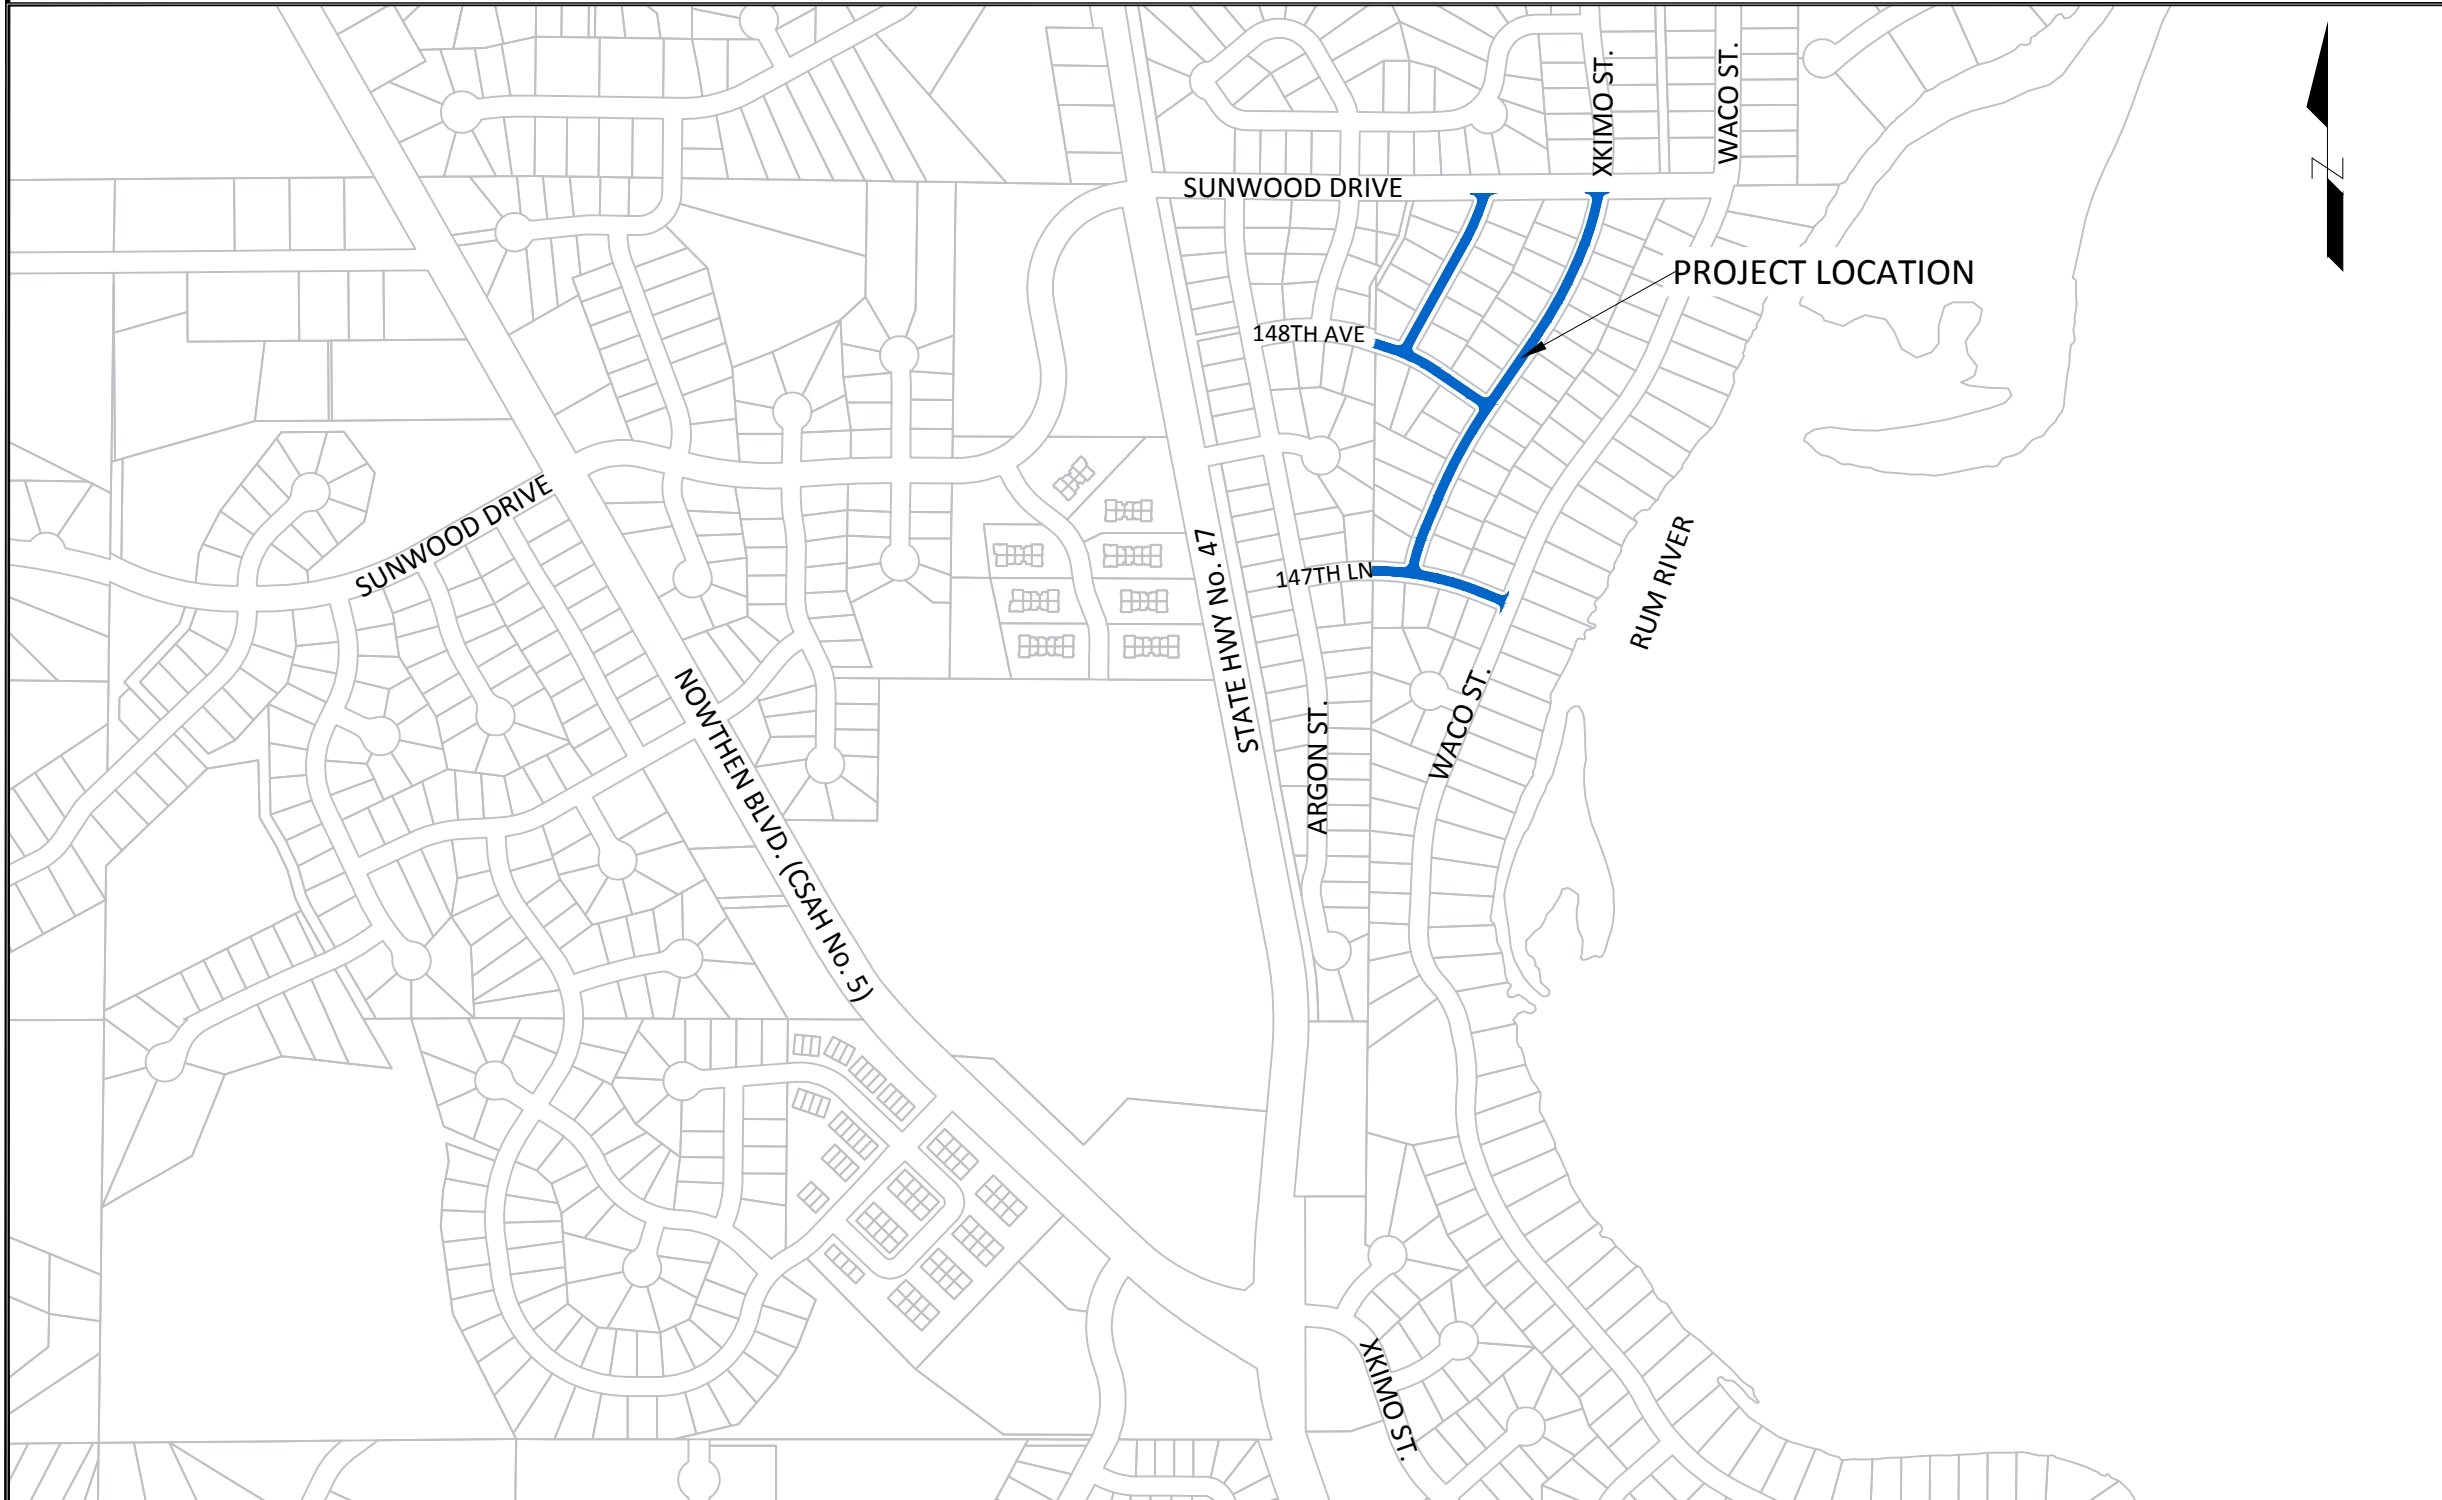 XKIMO ST.
WACO ST.
N
SUNWOOD DRIVE
PROJECT LOCATION
148TH AVE
SUNWOOD DRIVE
147TH LN
STATE HWY No. 47
RUM RIVER
NOWTHEN BLVD. (CSAH No. 5)
ARGON ST.
WACO ST.
XKIMO ST.